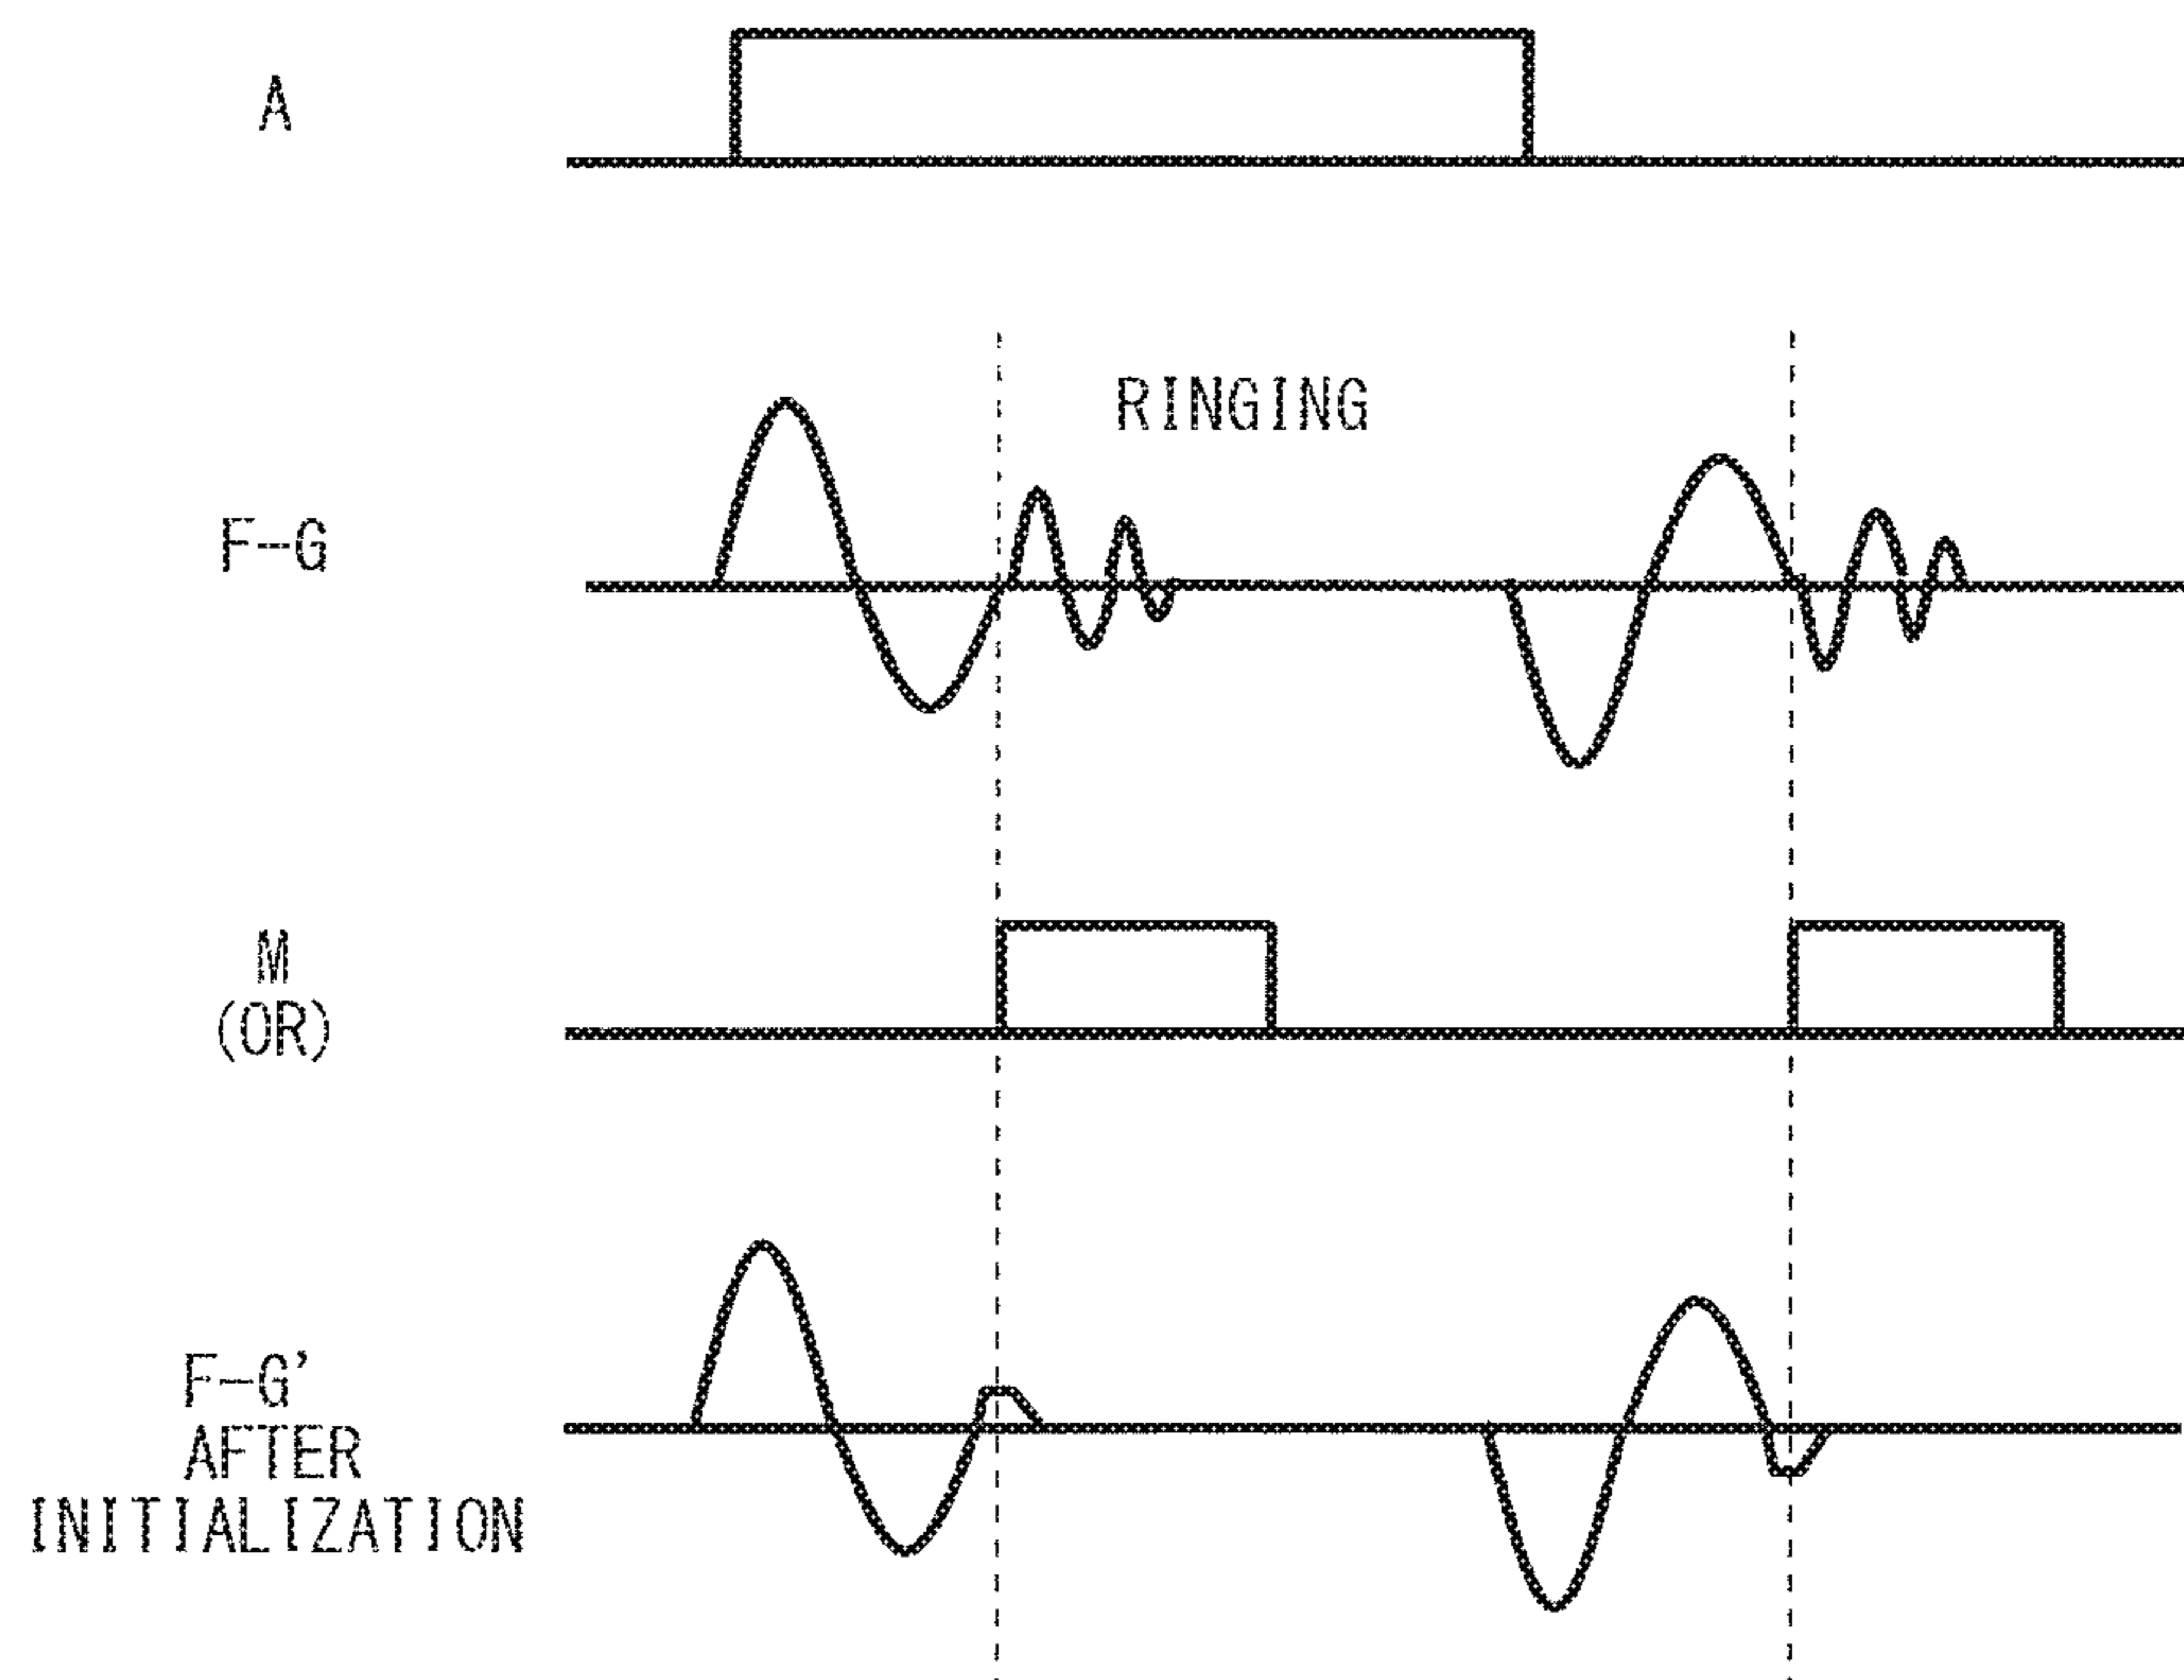 A
RINGING
F-G
M
(OR)
F-G'
AFTER
INITIALIZATION